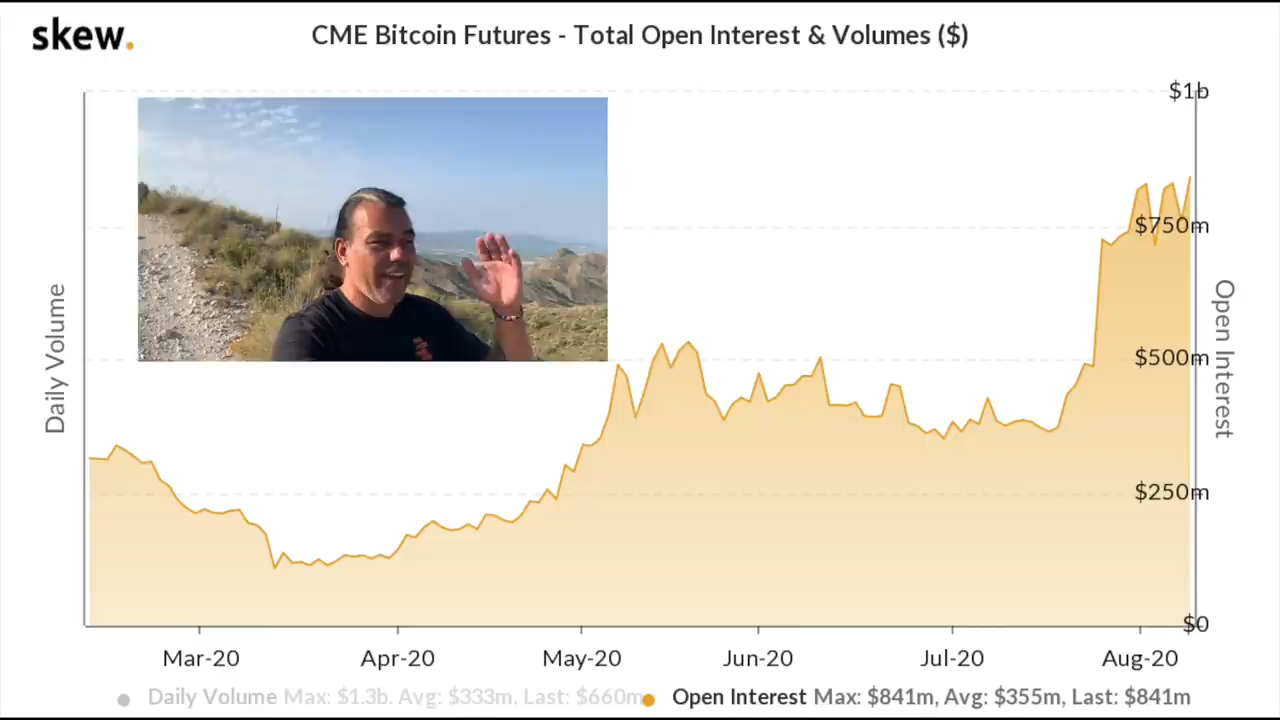 skew.
CME Bitcoin Futures - Total Open Interest & Volumes ($)
Daily Volume
Open Interest
$1b
$750m
$500m
$250m
$0
Mar-20
Apr-20
May-20
Jun-20
Jul-20
Aug-20
Daily Volume Max: $1.3b, Avg: $333m, Last: $660m
Open Interest Max: $841m, Avg: $355m, Last: $841m